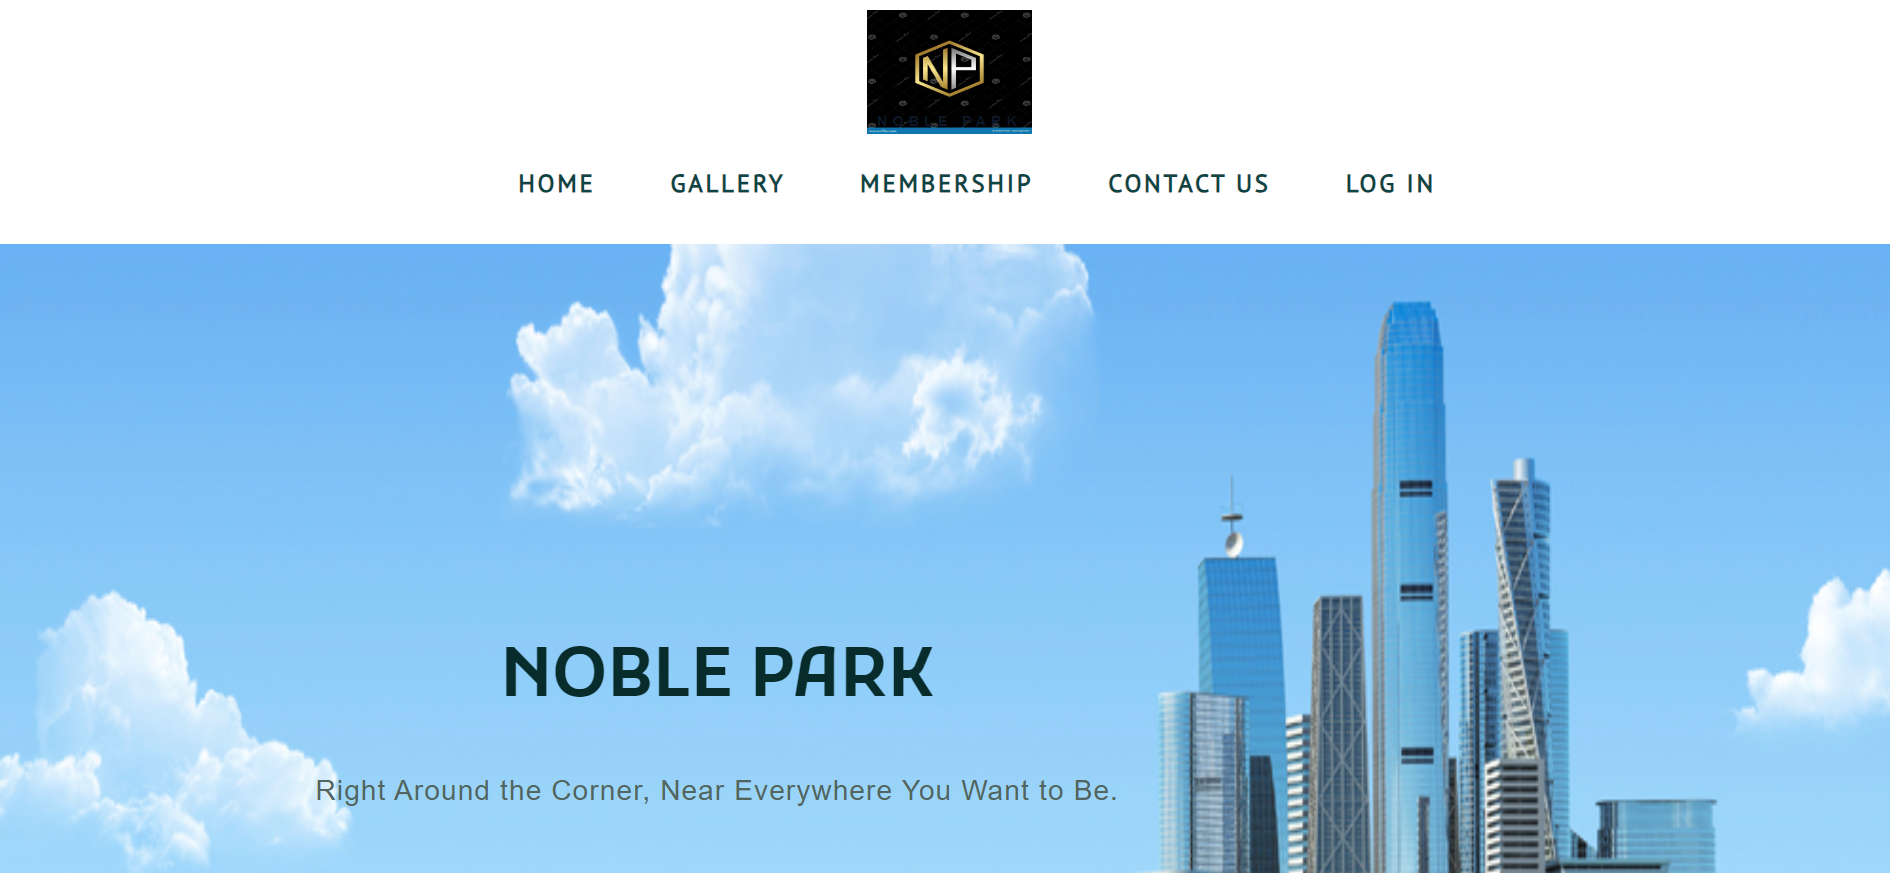 NP
NOBLE PARK
HOME GALLERY MEMBERSHIP CONTACT US LOG IN
NOBLE PARK
Right Around the Corner, Near Everywhere You Want to Be.